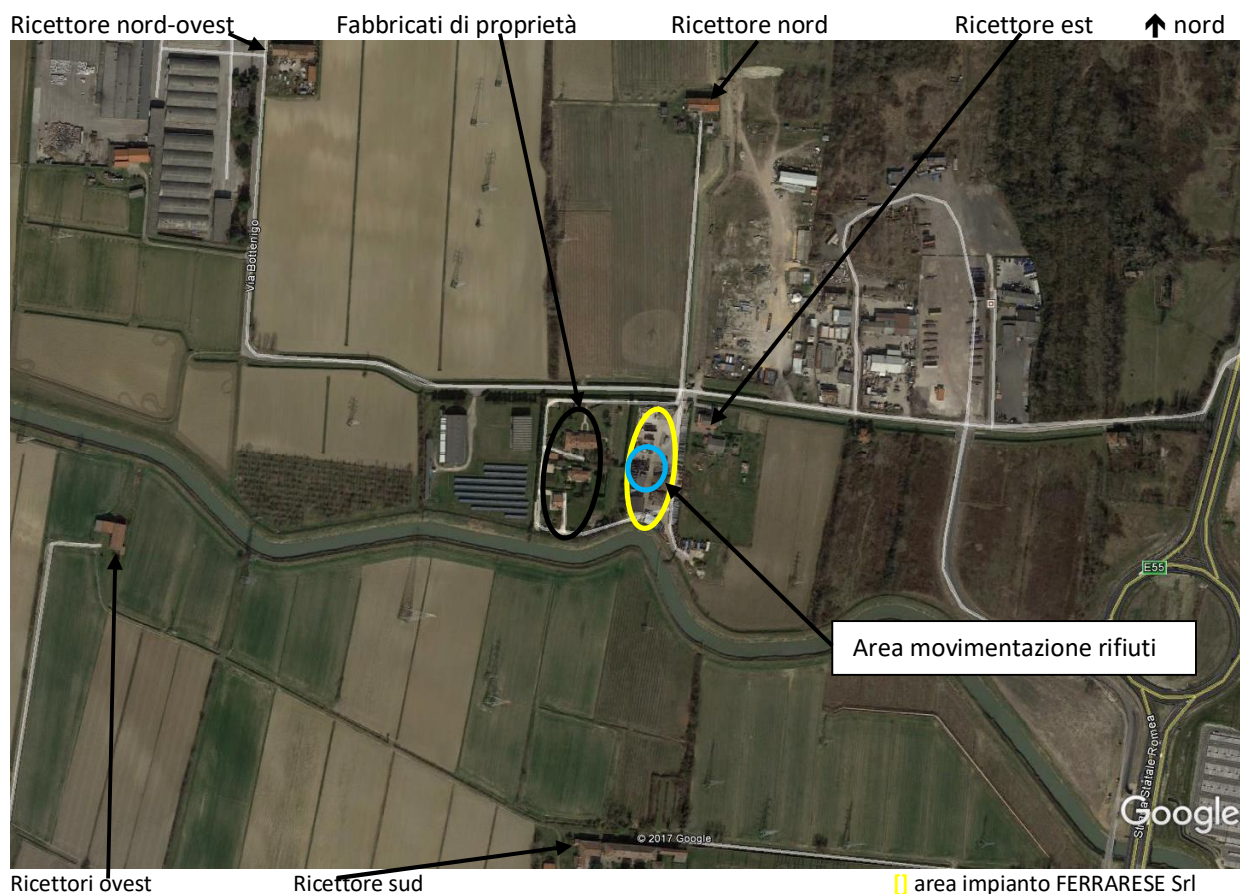 Ricettore nord-ovest Fabbricati di proprietà Ricettore nord Ricettore est ↑ nord
Via Bottenigo
E55
Area movimentazione rifiuti
Strada Statale Romea
Google
© 2017 Google
Ricettori ovest Ricettore sud [] area impianto FERRARESE Srl